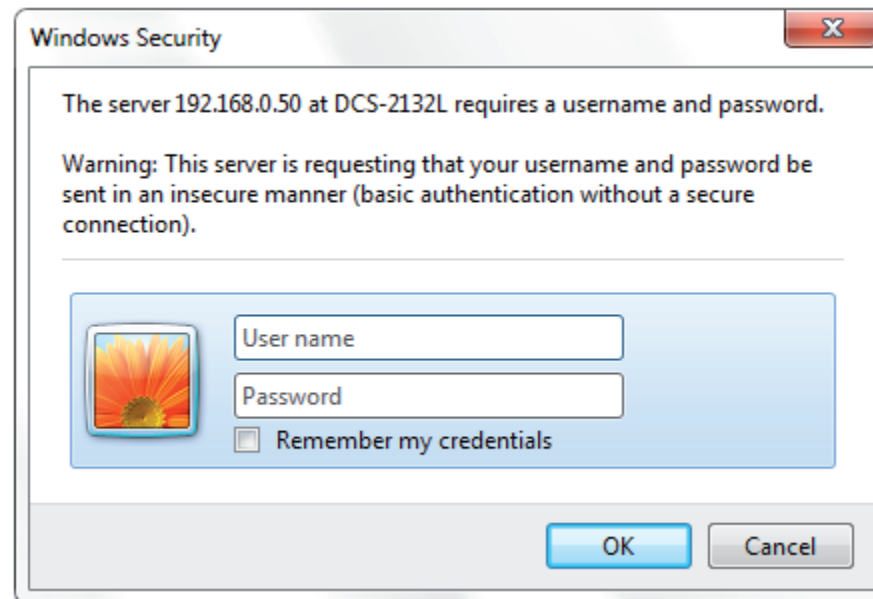 Windows Security
The server 192.168.0.50 at DCS-2132L requires a username and password.
Warning: This server is requesting that your username and password be
sent in an insecure manner (basic authentication without a secure
connection).
User name
Password
Remember my credentials
OK
Cancel